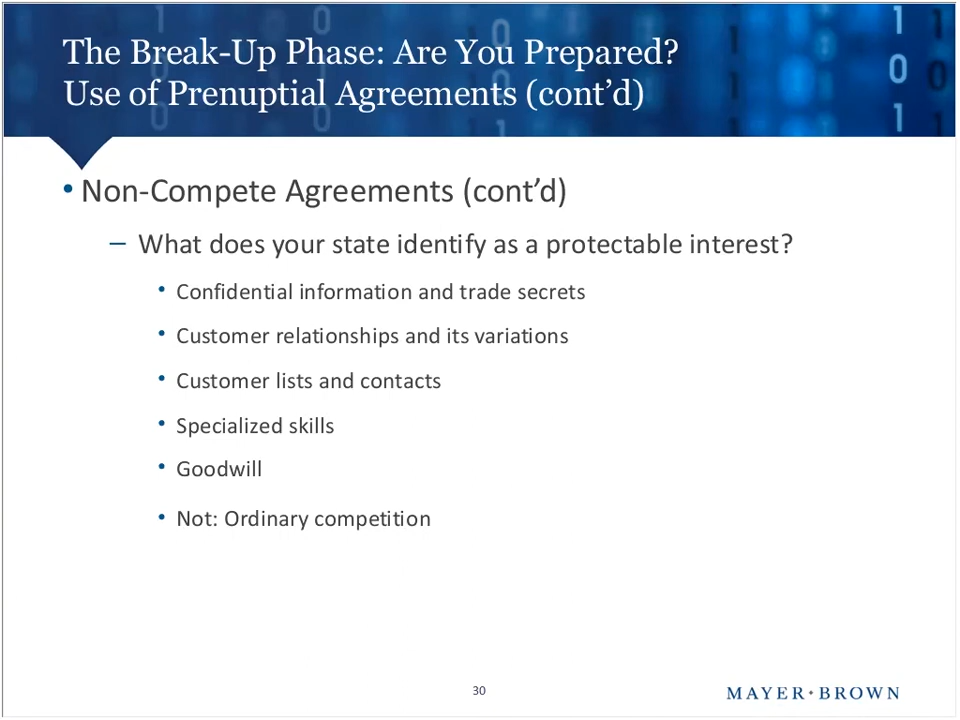 The Break-Up Phase: Are You Prepared?
Use of Prenuptial Agreements (cont’d)
• Non-Compete Agreements (cont’d)
– What does your state identify as a protectable interest?
• Confidential information and trade secrets
• Customer relationships and its variations
• Customer lists and contacts
• Specialized skills
• Goodwill
• Not: Ordinary competition
30
MAYER•BROWN